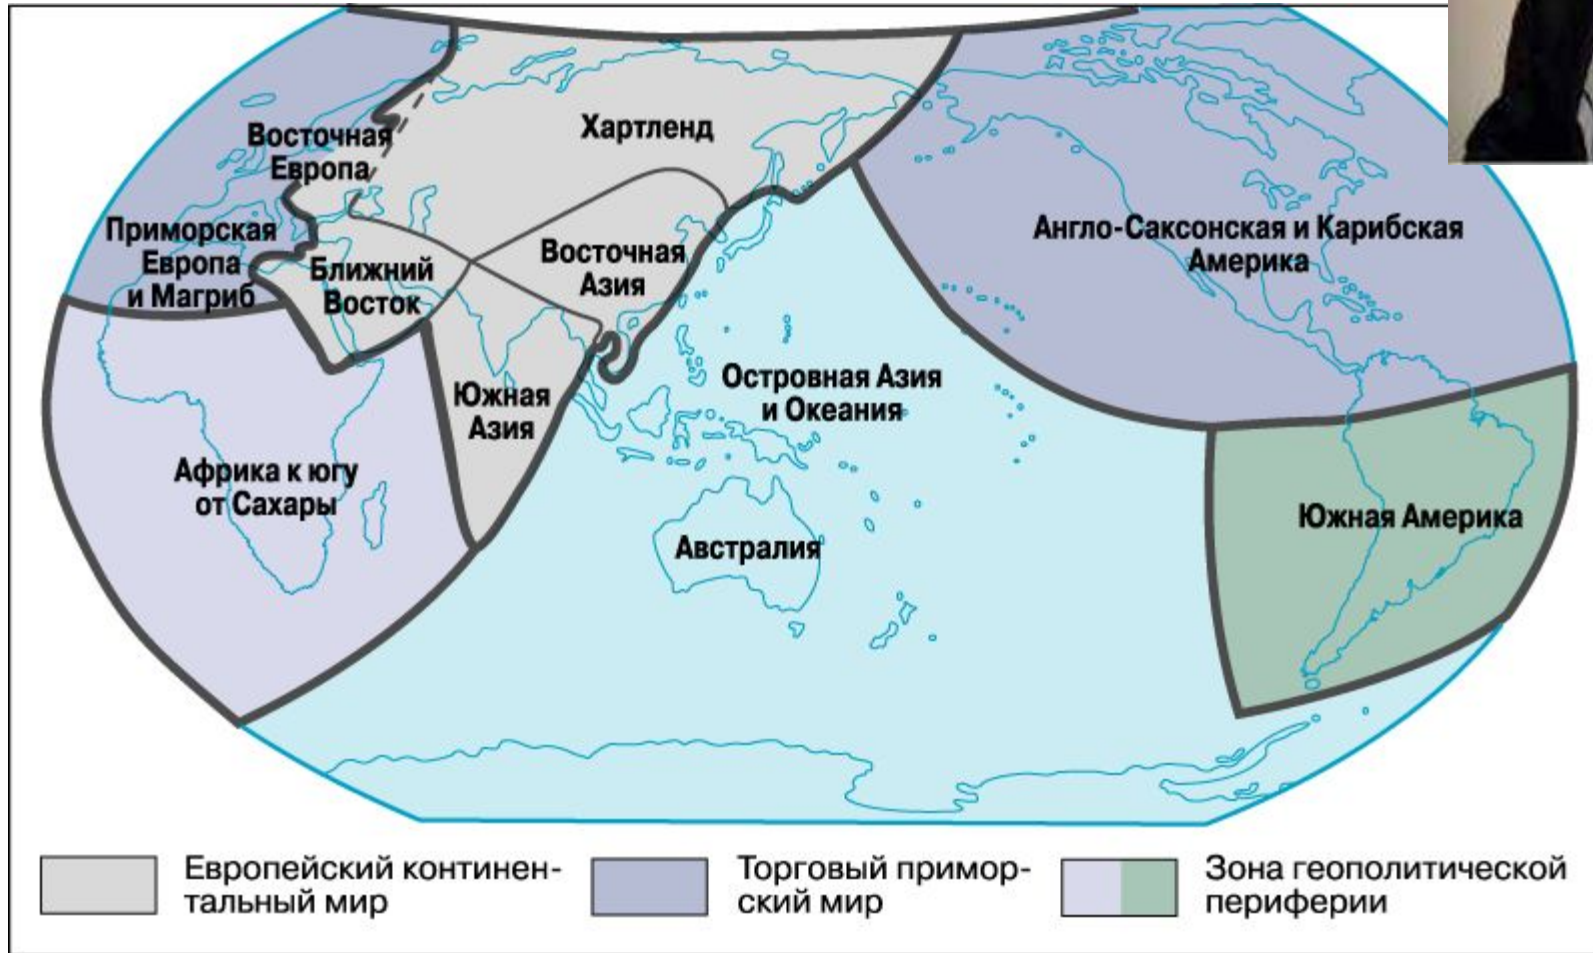 Хартленд
Восточная
Европа
Приморская
Европа
и Магриб
Ближний
Восток
Восточная
Азия
Англо-Саксонская и Карибская
Америка
Южная
Азия
Островная Азия
и Океания
Африка к югу
от Сахары
Австралия
Южная Америка
Европейский континен-
тальный мир
Торговый примор-
ский мир
Зона геополитической
периферии